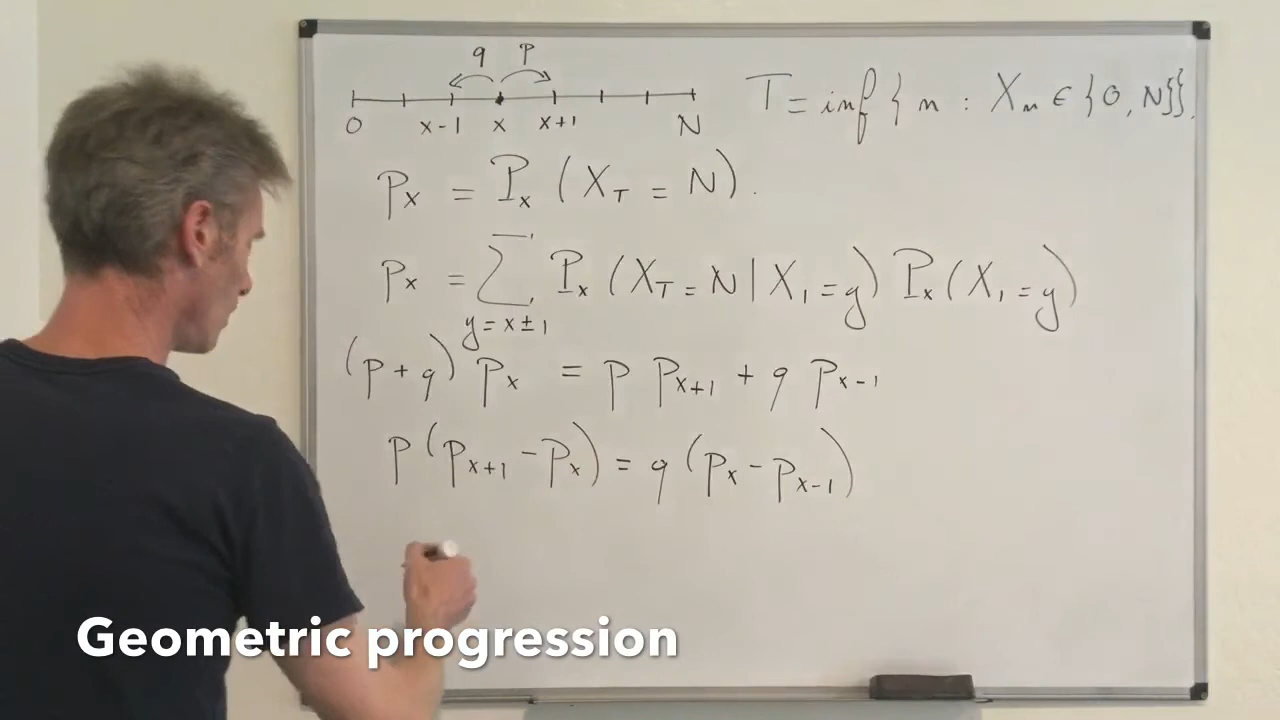 q p
0 x-1 x x+1 N
T = inf { n : X_n ∈ {0, N}}.
p_x = P_x (X_T = N).
p_x = ∑_{y = x ± 1} P_x (X_T = N | X_1 = y) P_x (X_1 = y)
(p + q) p_x = p p_{x+1} + q p_{x-1}
p (p_{x+1} - p_x) = q (p_x - p_{x-1})
Geometric progression